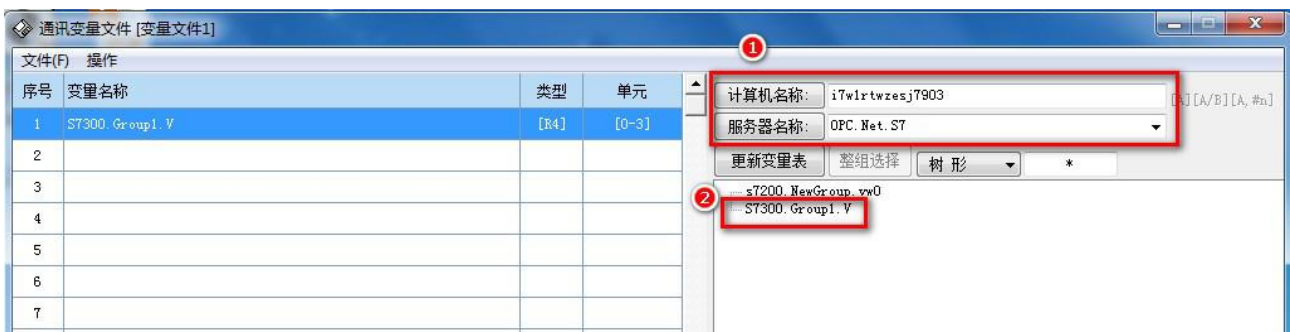 通讯变量文件 [变量文件1]
文件(F) 操作
1
序号 变量名称 类型 单元
计算机名称: i7w1rtwzesj7903
[A][A/B][A,#n]
1 S7300.Group1.V [R4] [0-3]
服务器名称: OPC.Net.S7
2
更新变量表 整组选择 树 形 *
3
2
s7200.NewGroup.vw0
S7300.Group1.V
4
5
6
7